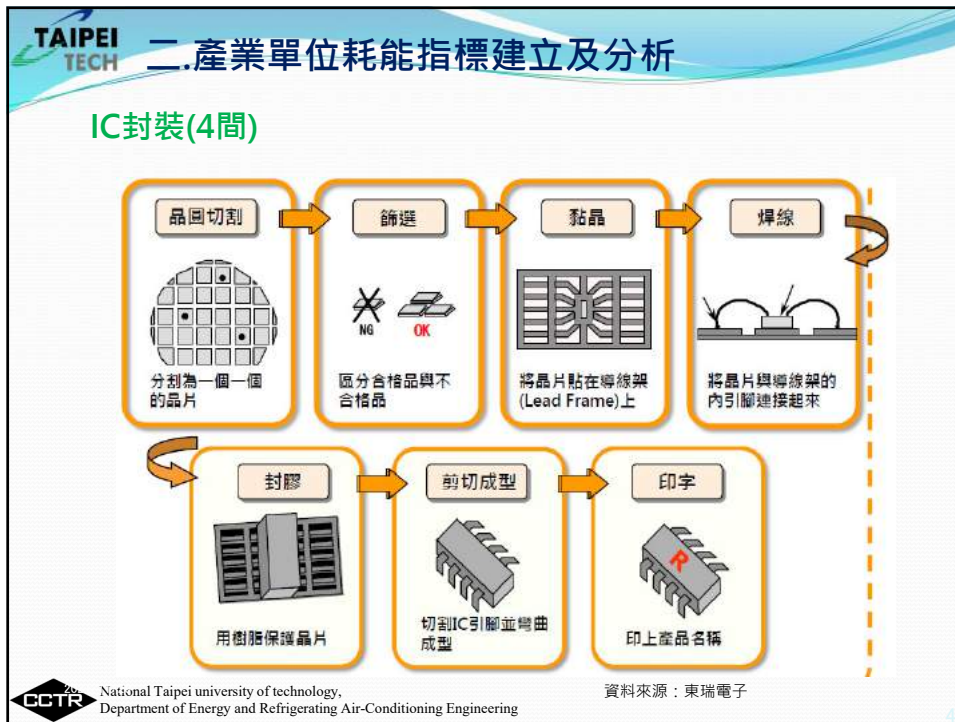 TAIPEI
TECH
二.產業單位耗能指標建立及分析
IC封裝(4間)
晶圓切割
篩選
黏晶
焊線
NG
OK
分割為一個一個
的晶片
區分合格品與不
合格品
將晶片貼在導線架
(Lead Frame)上
將晶片與導線架的
內引腳連接起來
封膠
剪切成型
印字
R
用樹脂保護晶片
切割IC引腳並彎曲
成型
印上產品名稱
CCTR
National Taipei university of technology,
Department of Energy and Refrigerating Air-Conditioning Engineering
資料來源：東瑞電子
4